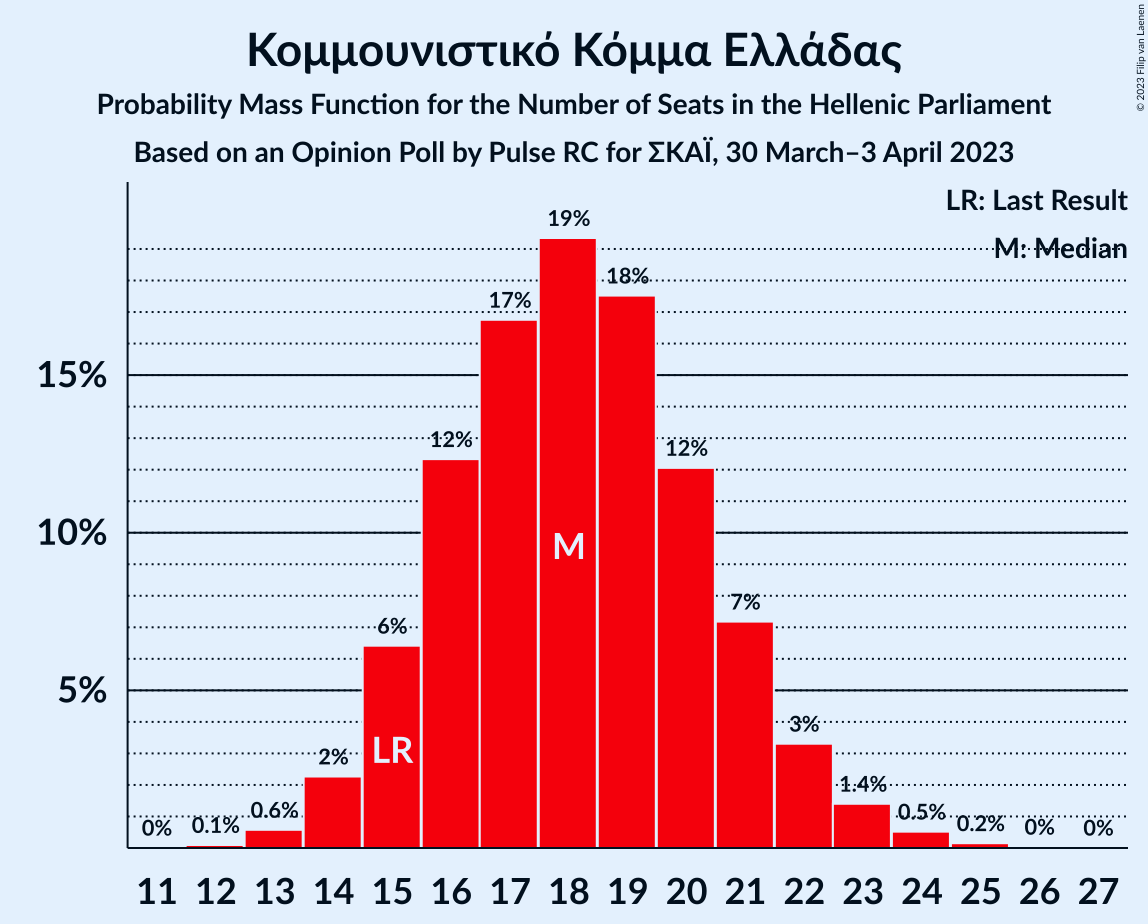 Κομμουνιστικό Κόμμα Ελλάδας
Probability Mass Function for the Number of Seats in the Hellenic Parliament
Based on an Opinion Poll by Pulse RC for ΣΚΑΪ, 30 March–3 April 2023
© 2023 Filip van Laenen
LR: Last Result
M: Median
15%
10%
5%
0% 0.1% 0.6% 2% 6% 12% 17% 19% 18% 12% 7% 3% 1.4% 0.5% 0.2% 0% 0%
LR
M
11 12 13 14 15 16 17 18 19 20 21 22 23 24 25 26 27